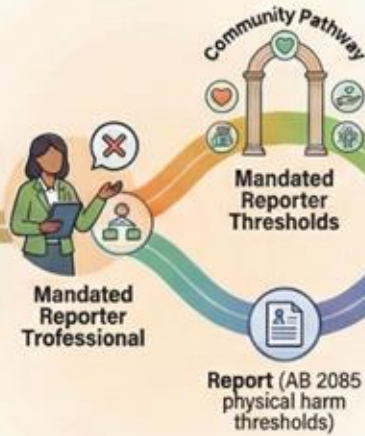 Community Pathway
Mandated
Reporter
Thresholds
Mandated
Reporter
Trofessional
Report (AB 2085
physical harm
thresholds)